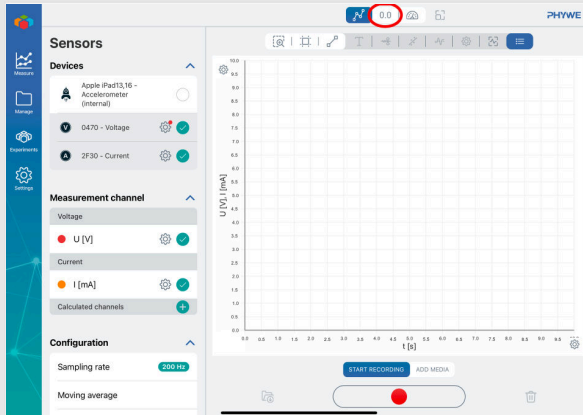 0.0
PHYWE
Measure
Manage
Experiments
Settings
Sensors
Devices
Apple iPad13,16 -
Accelerometer
(internal)
V 0470 - Voltage
A 2F30 - Current
Measurement channel
Voltage
U [V]
Current
I [mA]
Calculated channels
Configuration
Sampling rate 200 Hz
Moving average
T
10.0
9.5
9.0
8.0
7.5
7.0
6.5
6.0
5.0
4.5
4.0
3.5
3.0
2.5
2.0
1.5
1.0
0.5
0.0
U [V], I [mA]
0.0 0.5 1.0 1.5 2.0 2.5 3.0 3.5 4.0 4.5 5.0 5.5 6.0 6.5 7.0 7.5 8.0 8.5 9.0 9.5
t [s]
START RECORDING ADD MEDIA